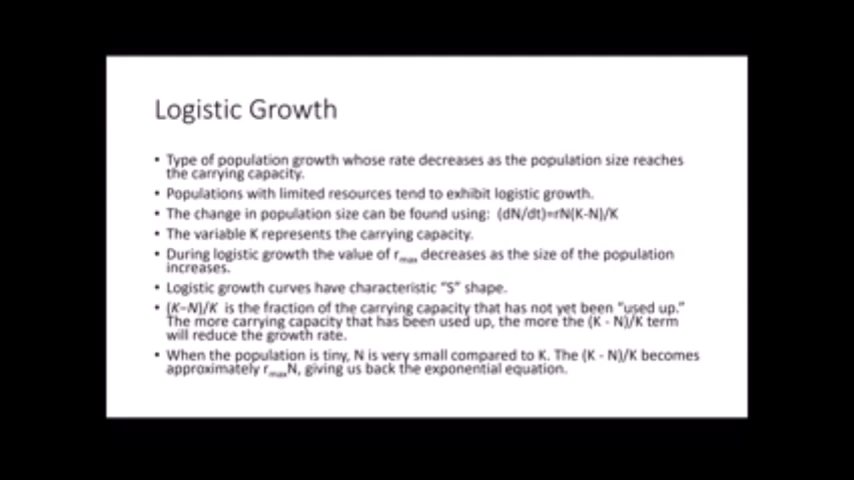 Logistic Growth
• Type of population growth whose rate decreases as the population size reaches
the carrying capacity.
• Populations with limited resources tend to exhibit logistic growth.
• The change in population size can be found using:  (dN/dt)=rN(K-N)/K
• The variable K represents the carrying capacity.
• During logistic growth the value of rmax decreases as the size of the population
increases.
• Logistic growth curves have characteristic “S” shape.
• (K−N)/K  is the fraction of the carrying capacity that has not yet been “used up.”
The more carrying capacity that has been used up, the more the (K - N)/K term
will reduce the growth rate.
• When the population is tiny, N is very small compared to K. The (K - N)/K becomes
approximately rmaxN, giving us back the exponential equation.